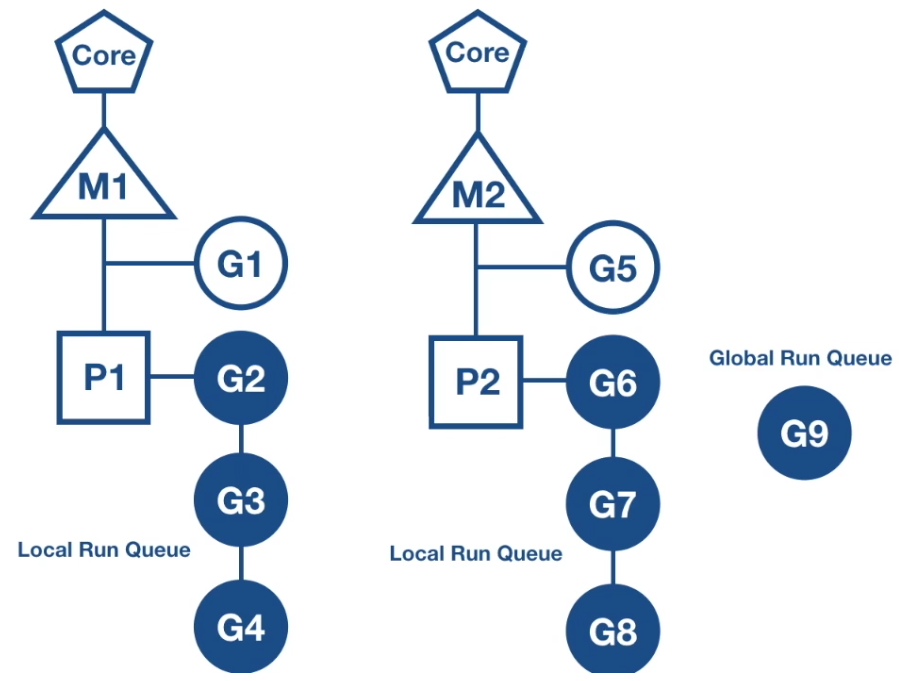 Core
M1
G1
P1
G2
G3
Local Run Queue
G4
Core
M2
G5
P2
G6
G7
Local Run Queue
G8
Global Run Queue
G9